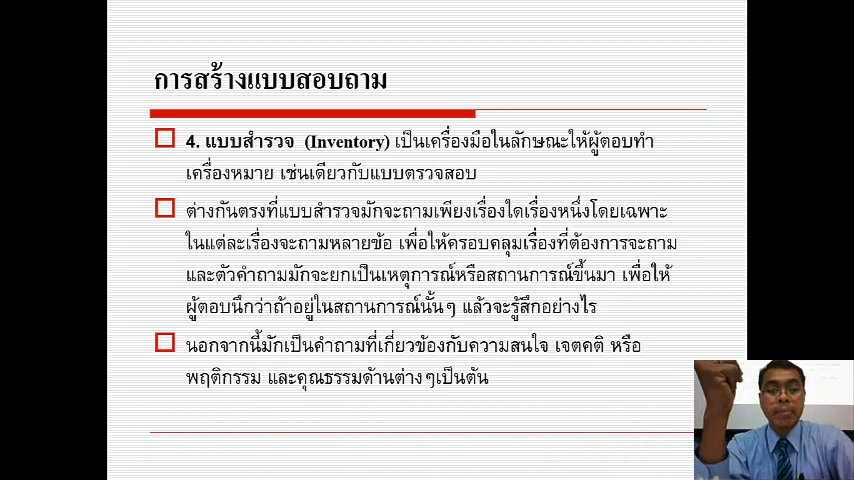 การสร้างแบบสอบถาม
4. แบบสำรวจ (Inventory) เป็นเครื่องมือในลักษณะให้ผู้ตอบทำ
เครื่องหมาย เช่นเดียวกับแบบตรวจสอบ
ต่างกันตรงที่แบบสำรวจมักจะถามเพียงเรื่องใดเรื่องหนึ่งโดยเฉพาะ
ในแต่ละเรื่องจะถามหลายข้อ เพื่อให้ครอบคลุมเรื่องที่ต้องการจะถาม
และตัวคำถามมักจะยกเป็นเหตุการณ์หรือสถานการณ์ขึ้นมา เพื่อให้
ผู้ตอบนึกว่าถ้าอยู่ในสถานการณ์นั้นๆ แล้วจะรู้สึกอย่างไร
นอกจากนี้มักเป็นคำถามที่เกี่ยวข้องกับความสนใจ เจตคติ หรือ
พฤติกรรม และคุณธรรมด้านต่างๆเป็นต้น